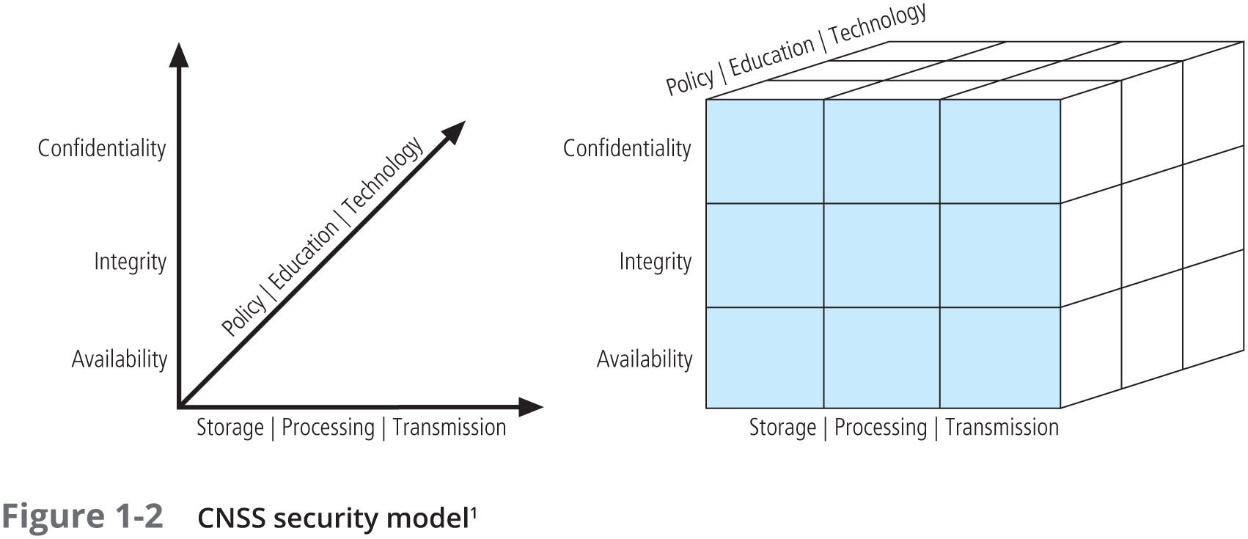 Confidentiality
Integrity
Availability
Policy | Education | Technology
Storage | Processing | Transmission
Policy | Education | Technology
Confidentiality
Integrity
Availability
Storage | Processing | Transmission
Figure 1-2 CNSS security model¹